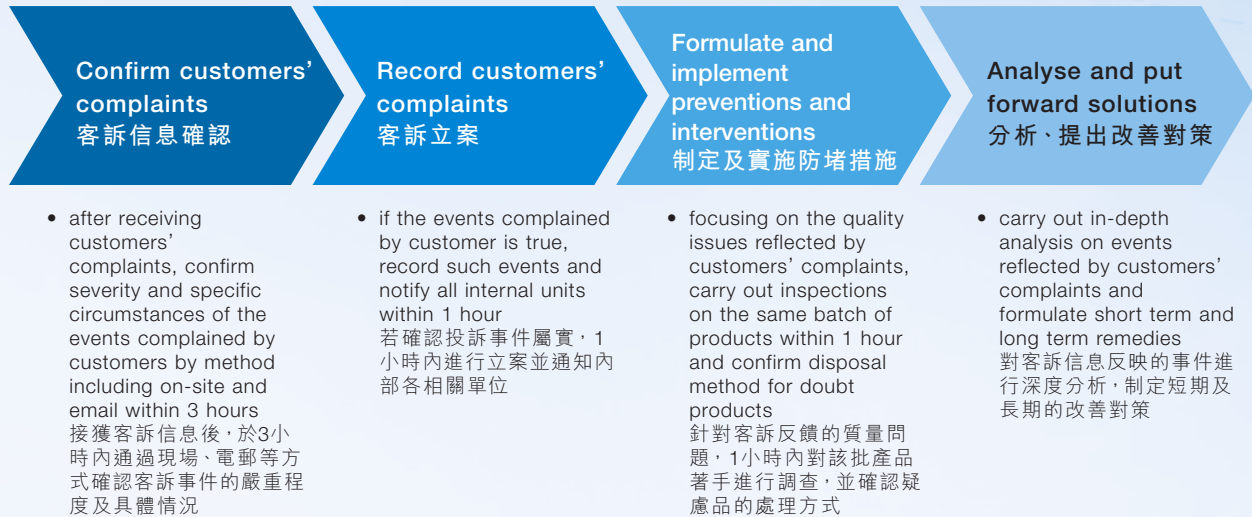 Confirm customers’
complaints
客訴信息確認
Record customers’
complaints
客訴立案
Formulate and
implement
preventions and
interventions
制定及實施防堵措施
Analyse and put
forward solutions
分析、提出改善對策
• after receiving
customers’
complaints, confirm
severity and specific
circumstances of the
events complained by
customers by method
including on-site and
email within 3 hours
接獲客訴信息後，於3小
時內通過現場、電郵等方
式確認客訴事件的嚴重程
度及具體情況
• if the events complained
by customer is true,
record such events and
notify all internal units
within 1 hour
若確認投訴事件屬實，1
小時內進行立案並通知內
部各相關單位
• focusing on the quality
issues reflected by
customers’ complaints,
carry out inspections
on the same batch of
products within 1 hour
and confirm disposal
method for doubt
products
針對客訴反饋的質量問
題，1小時內對該批產品
著手進行調查，並確認疑
慮品的處理方式
• carry out in-depth
analysis on events
reflected by customers’
complaints and
formulate short term and
long term remedies
對客訴信息反映的事件進
行深度分析，制定短期及
長期的改善對策